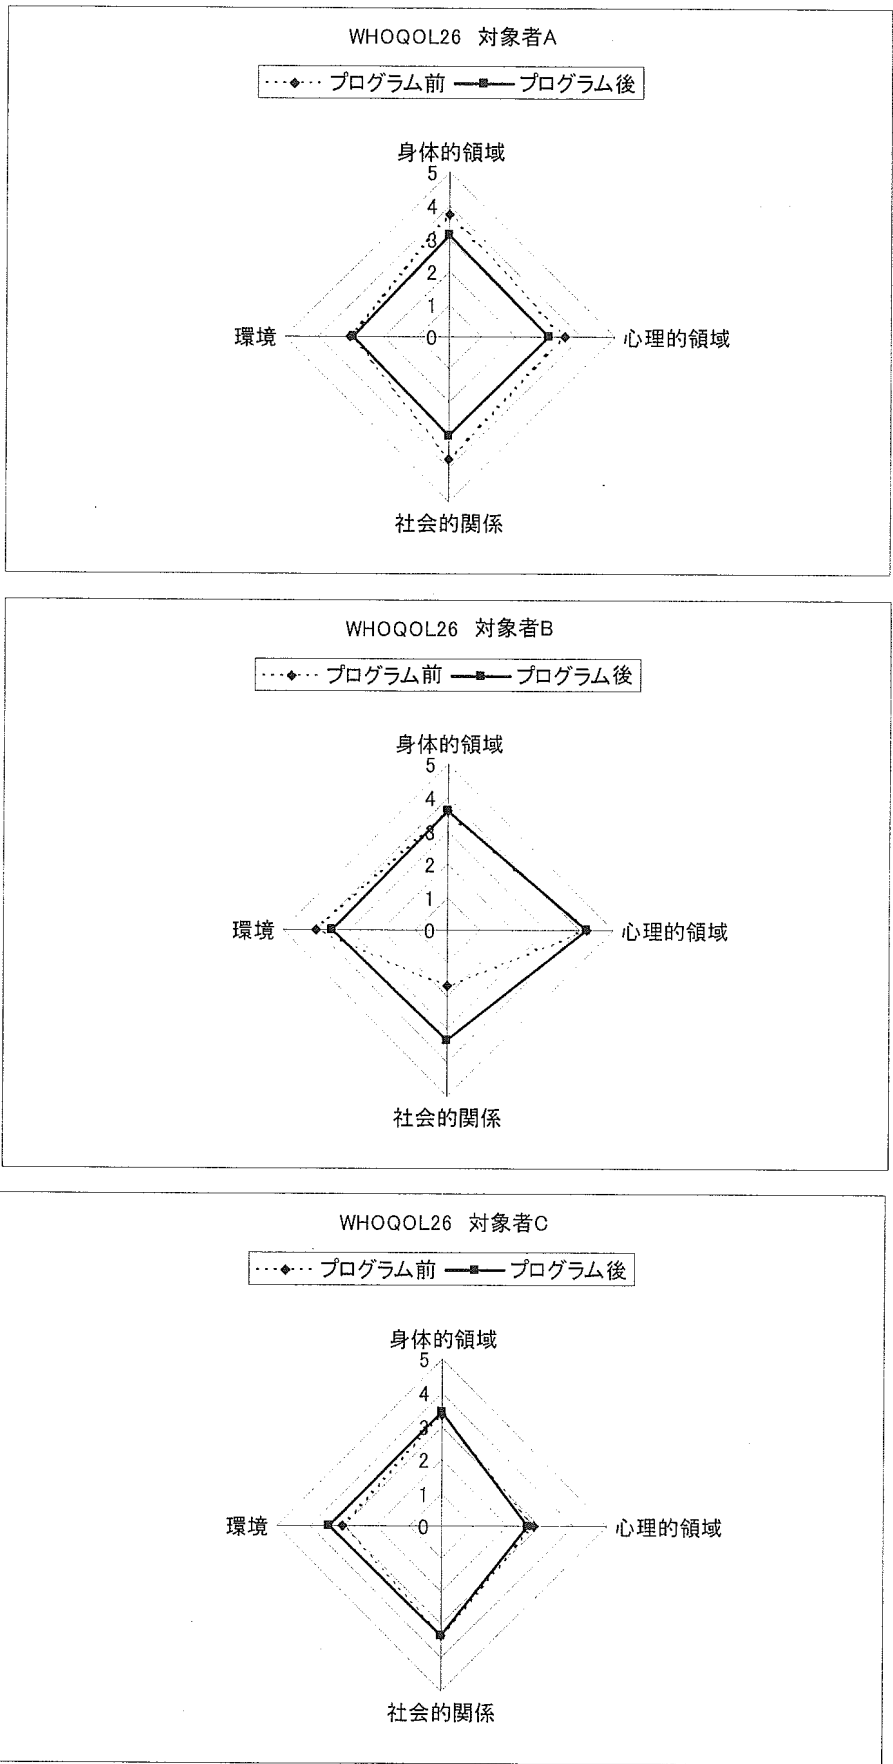 WHOQOL26 対象者A
プログラム前 プログラム後
身体的領域
5
4
3
2
1
0
環境
心理的領域
社会的関係
WHOQOL26 対象者B
プログラム前 プログラム後
身体的領域
5
4
3
2
1
0
環境
心理的領域
社会的関係
WHOQOL26 対象者C
プログラム前 プログラム後
身体的領域
5
4
3
2
1
0
環境
心理的領域
社会的関係